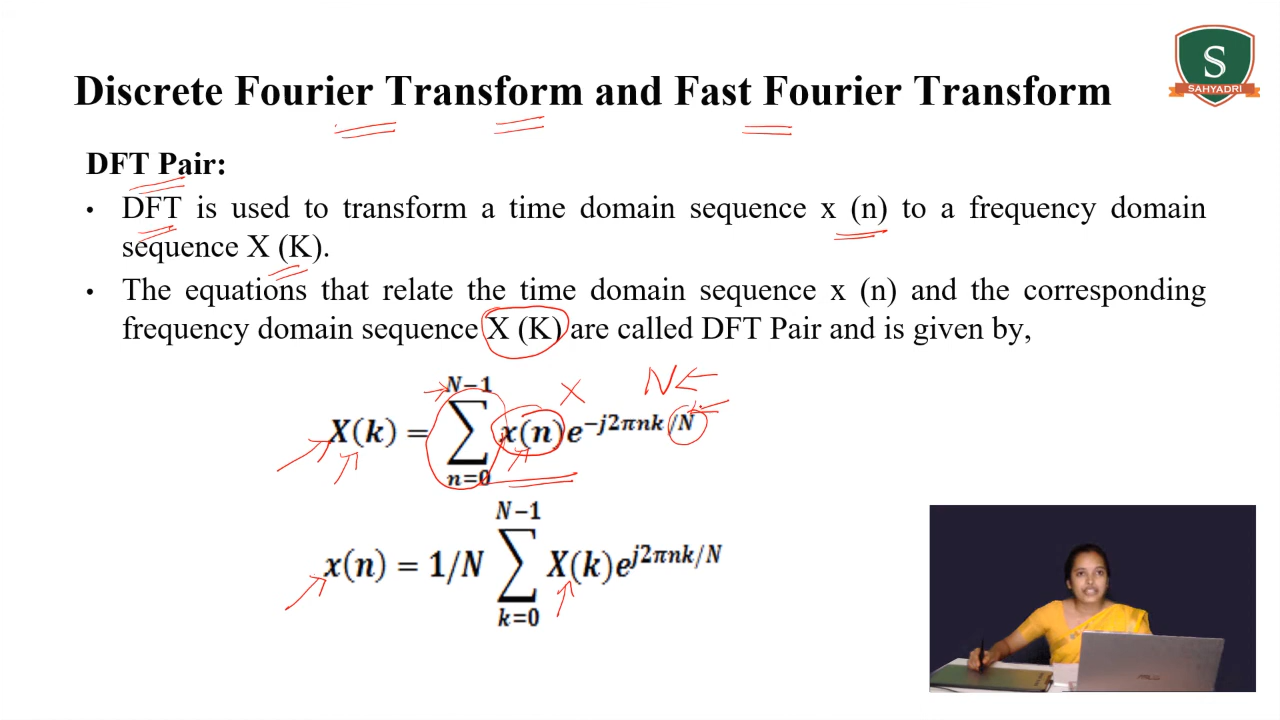 S
SAHYADRI
Discrete Fourier Transform and Fast Fourier Transform
DFT Pair:
• DFT is used to transform a time domain sequence x (n) to a frequency domain
sequence X (K).
• The equations that relate the time domain sequence x (n) and the corresponding
frequency domain sequence X (K) are called DFT Pair and is given by,
X N ←
X(k) = ∑_{n=0}^{N−1} x(n)e^{−j2πnk/N}
x(n) = 1/N ∑_{k=0}^{N−1} X(k)e^{j2πnk/N}